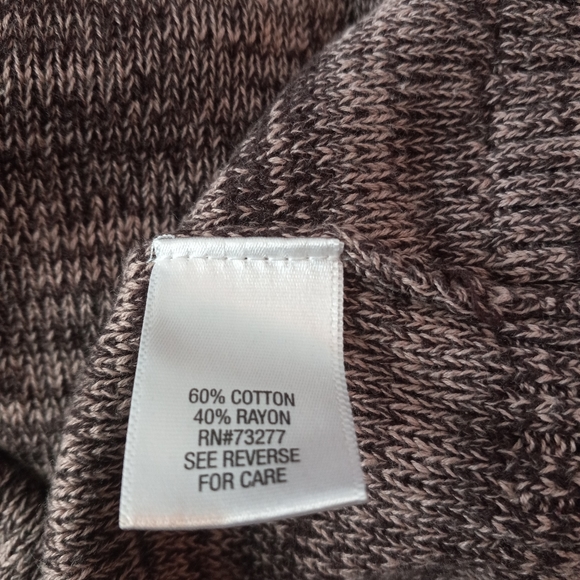 60% COTTON
40% RAYON
RN#73277
SEE REVERSE
FOR CARE